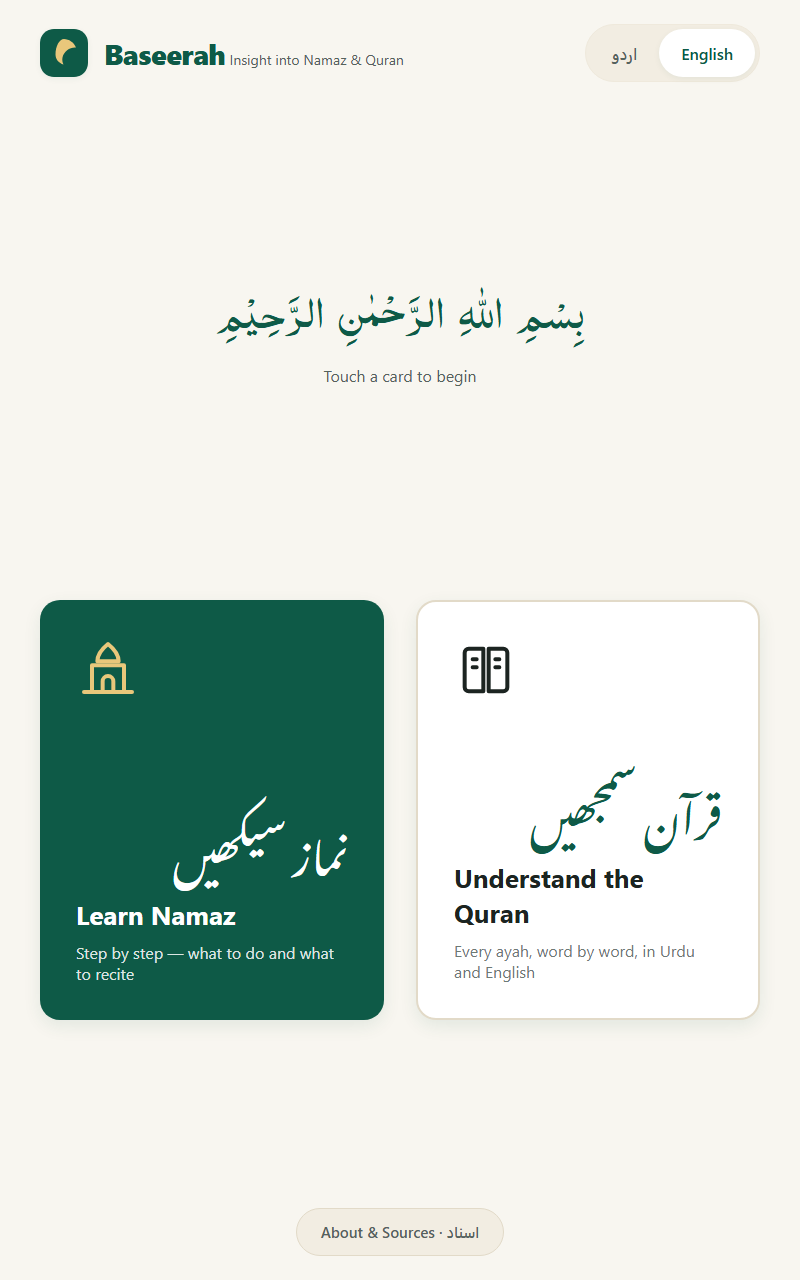 Baseerah Insight into Namaz & Quran
اردو
English
بِسْمِ اللّٰهِ الرَّحْمٰنِ الرَّحِیْمِ
Touch a card to begin
نماز سیکھیں
Learn Namaz
Step by step — what to do and what
to recite
قرآن سمجھیں
Understand the
Quran
Every ayah, word by word, in Urdu
and English
About & Sources · اسناد